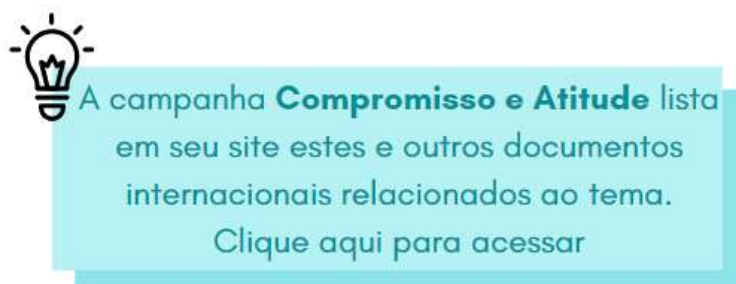 A campanha Compromisso e Atitude lista
em seu site estes e outros documentos
internacionais relacionados ao tema.
Clique aqui para acessar